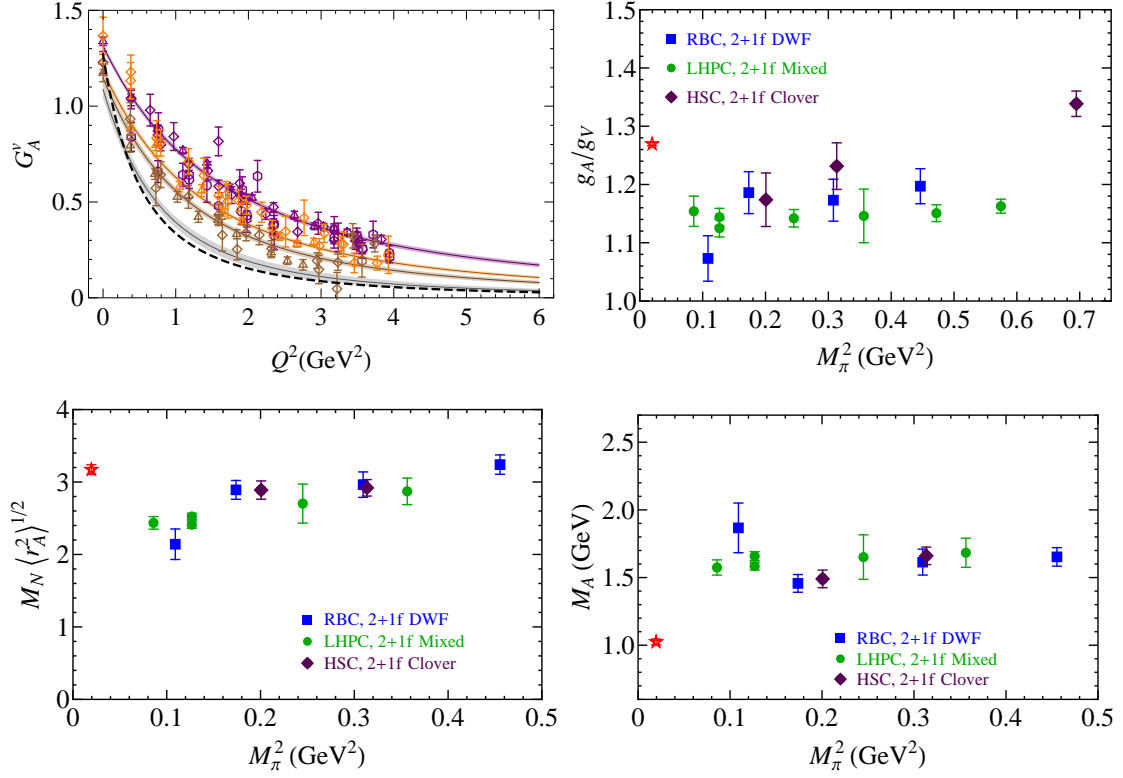 1.5
1.0
0.5
0
0 1 2 3 4 5 6
G_A^v
Q^2(GeV^2)
1.5
1.4
1.3
1.2
1.1
1.0
0 0.1 0.2 0.3 0.4 0.5 0.6 0.7
g_A/g_V
M_π^2 (GeV^2)
RBC, 2+1f DWF
LHPC, 2+1f Mixed
HSC, 2+1f Clover
4
3
2
1
0
0 0.1 0.2 0.3 0.4 0.5
M_N ⟨r_A^2⟩^{1/2}
M_π^2 (GeV^2)
RBC, 2+1f DWF
LHPC, 2+1f Mixed
HSC, 2+1f Clover
2.5
2.0
1.5
1.0
0 0.1 0.2 0.3 0.4 0.5
M_A (GeV)
M_π^2 (GeV^2)
RBC, 2+1f DWF
LHPC, 2+1f Mixed
HSC, 2+1f Clover